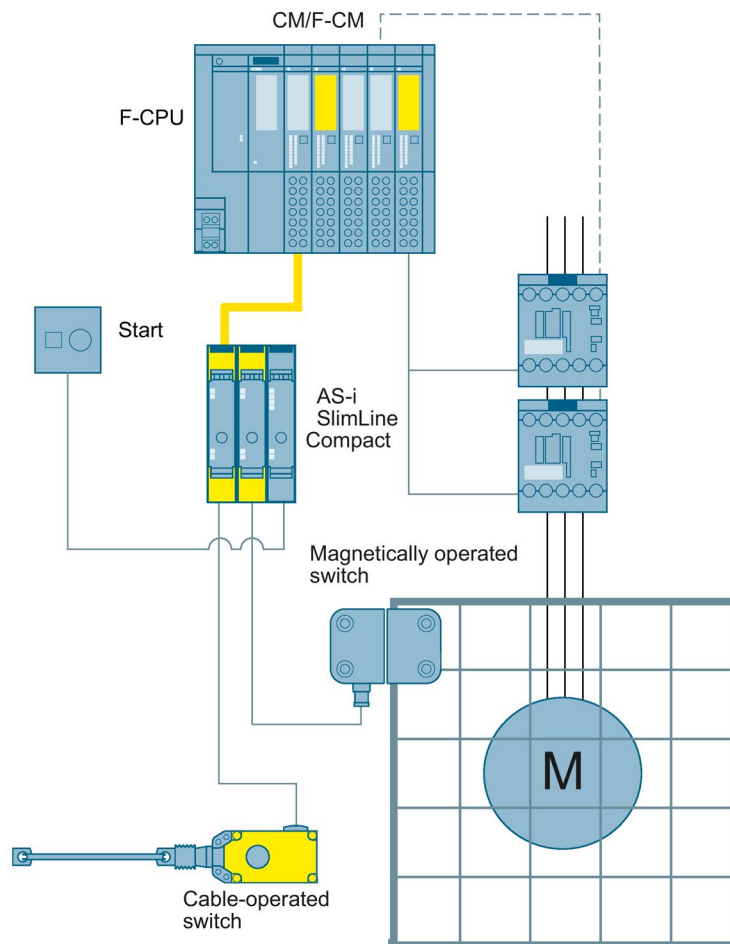 CM/F-CM
F-CPU
Start
AS-i
SlimLine
Compact
Magnetically operated
switch
M
Cable-operated
switch